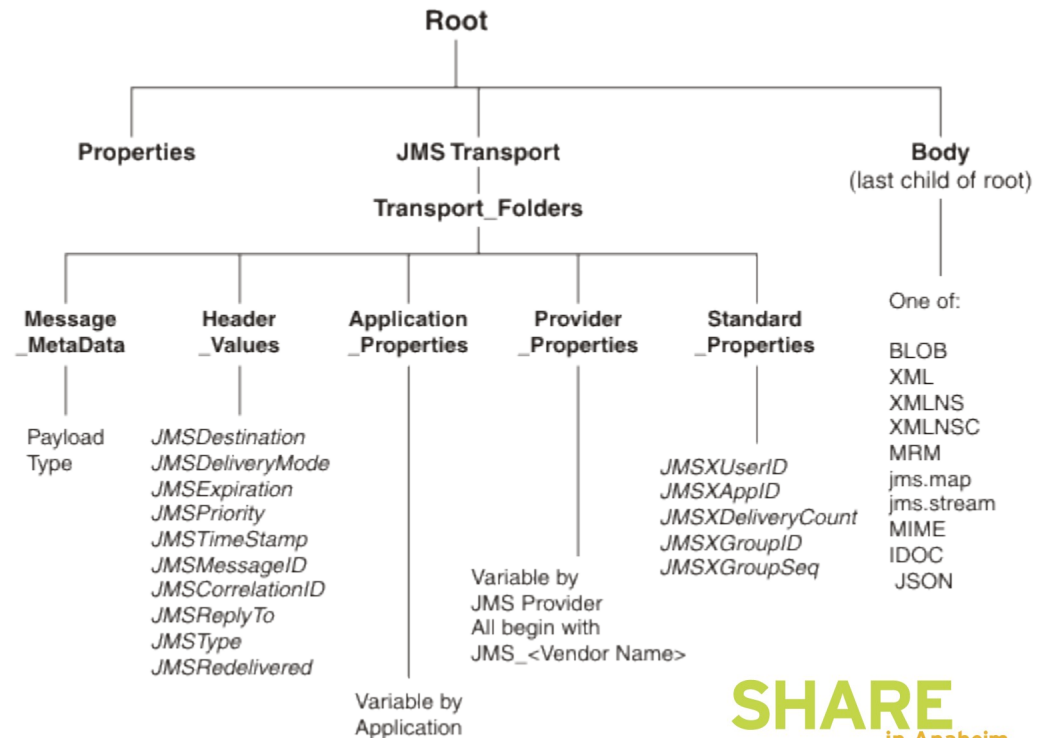 Root
Properties
JMS Transport
Body
(last child of root)
Transport_Folders
Message
_MetaData
Header
_Values
Application
_Properties
Provider
_Properties
Standard
_Properties
Payload
Type
JMSDestination
JMSDeliveryMode
JMSExpiration
JMSPriority
JMSTimeStamp
JMSMessageID
JMSCorrelationID
JMSReplyTo
JMSType
JMSRedelivered
Variable by
Application
Variable by
JMS Provider
All begin with
JMS_<Vendor Name>
JMSXUserID
JMSXAppID
JMSXDeliveryCount
JMSXGroupID
JMSXGroupSeq
One of:
BLOB
XML
XMLNS
XMLNSC
MRM
jms.map
jms.stream
MIME
IDOC
JSON
SHARE
in Anaheim